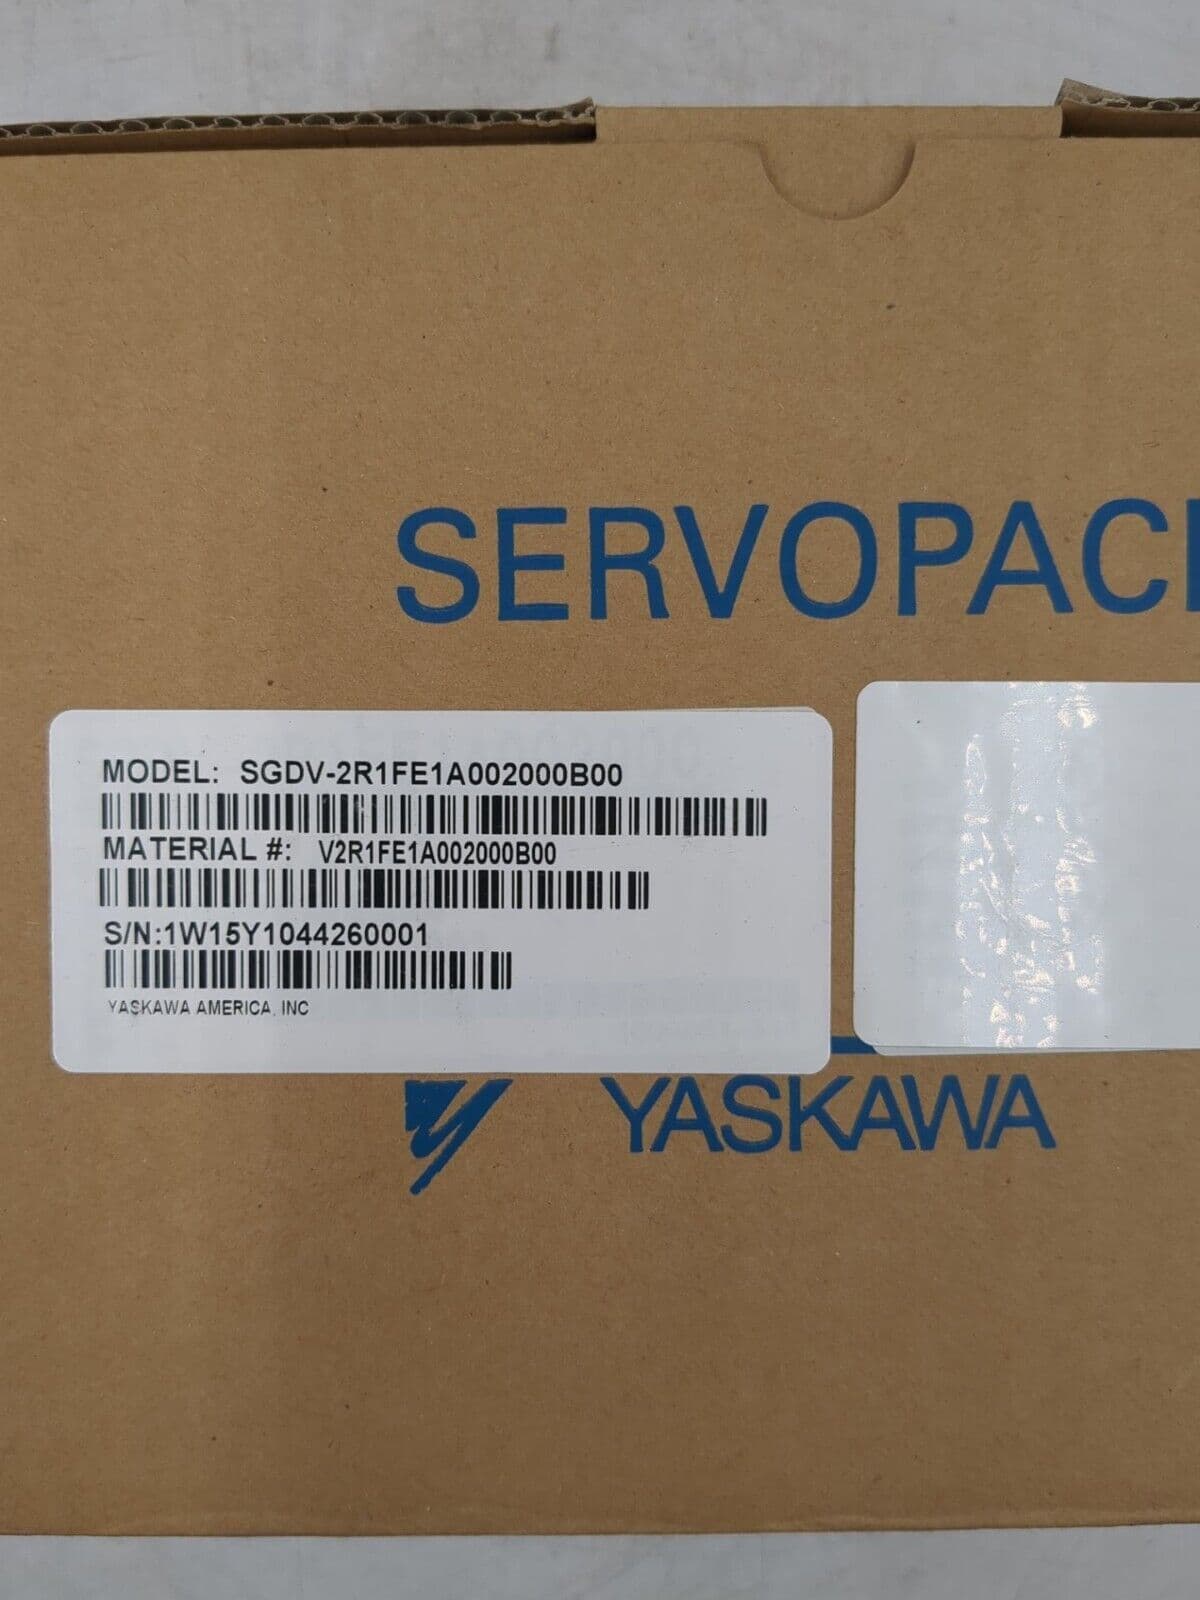 SERVOPAC
MODEL: SGDV-2R1FE1A002000B00
MATERIAL #: V2R1FE1A002000B00
S/N:1W15Y1044260001
YASKAWA AMERICA, INC
YASKAWA